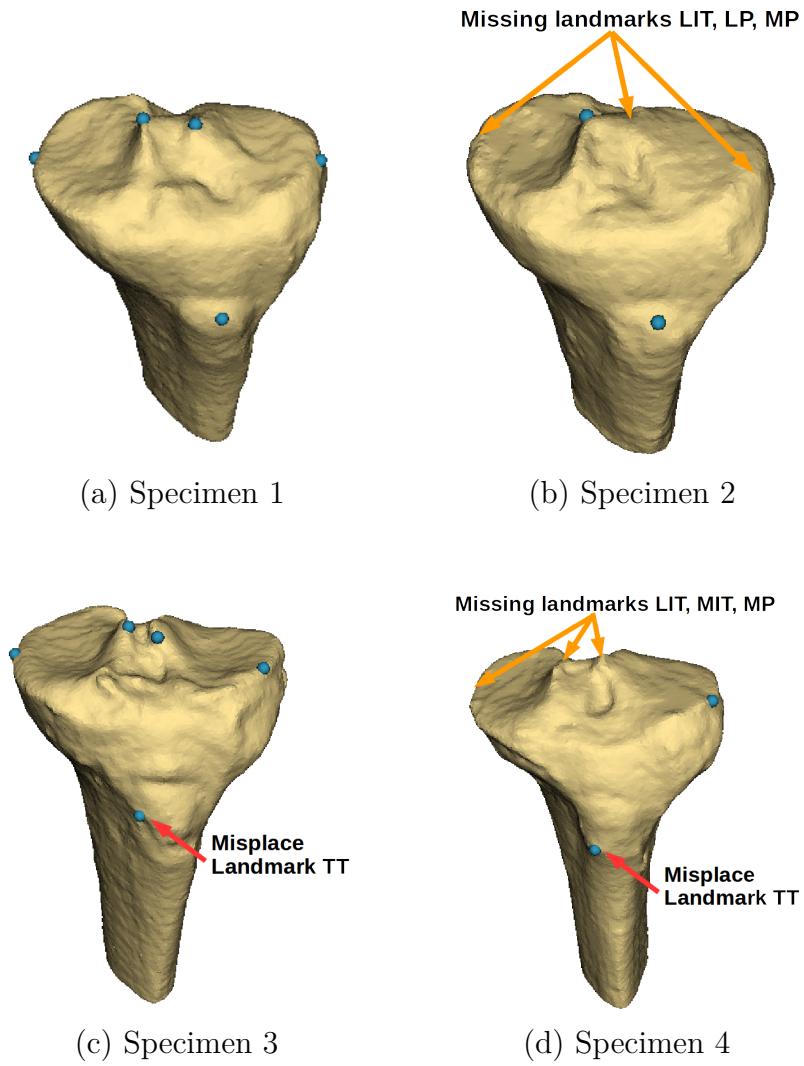 Missing landmarks LIT, LP, MP
(a) Specimen 1
(b) Specimen 2
Missing landmarks LIT, MIT, MP
Misplace
Landmark TT
Misplace
Landmark TT
(c) Specimen 3
(d) Specimen 4